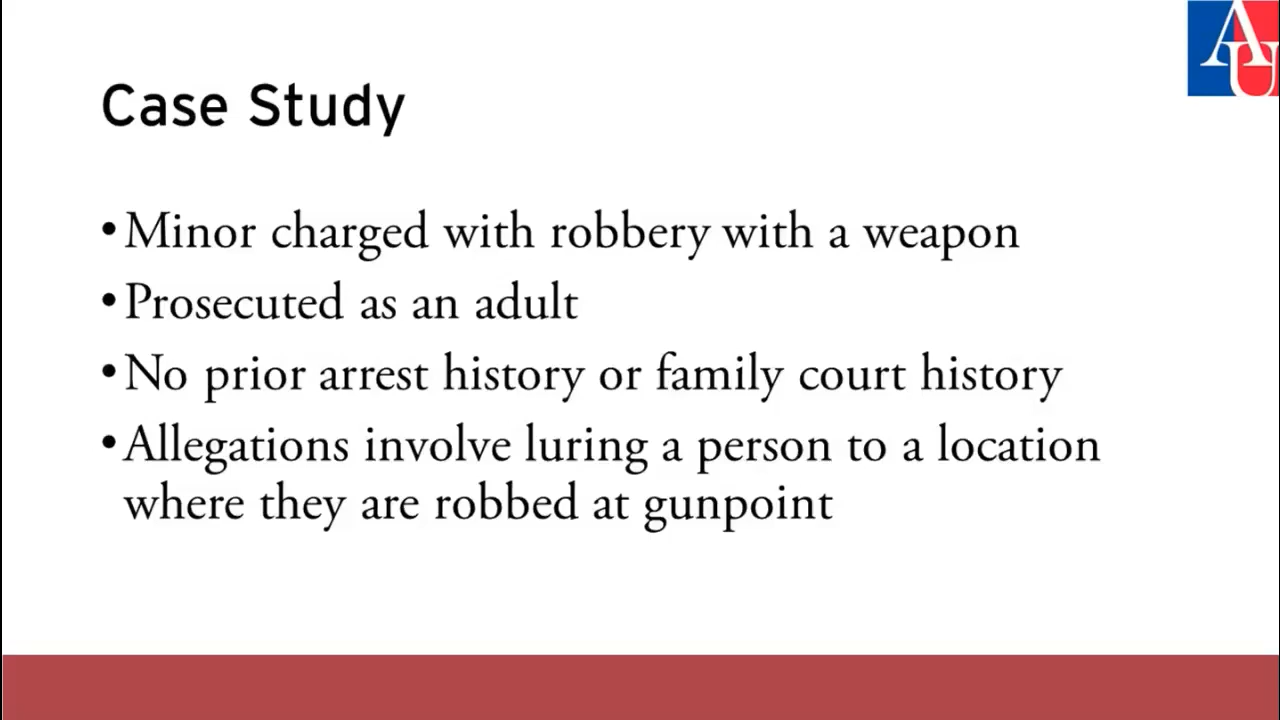 AU
Case Study
• Minor charged with robbery with a weapon
• Prosecuted as an adult
• No prior arrest history or family court history
• Allegations involve luring a person to a location
where they are robbed at gunpoint